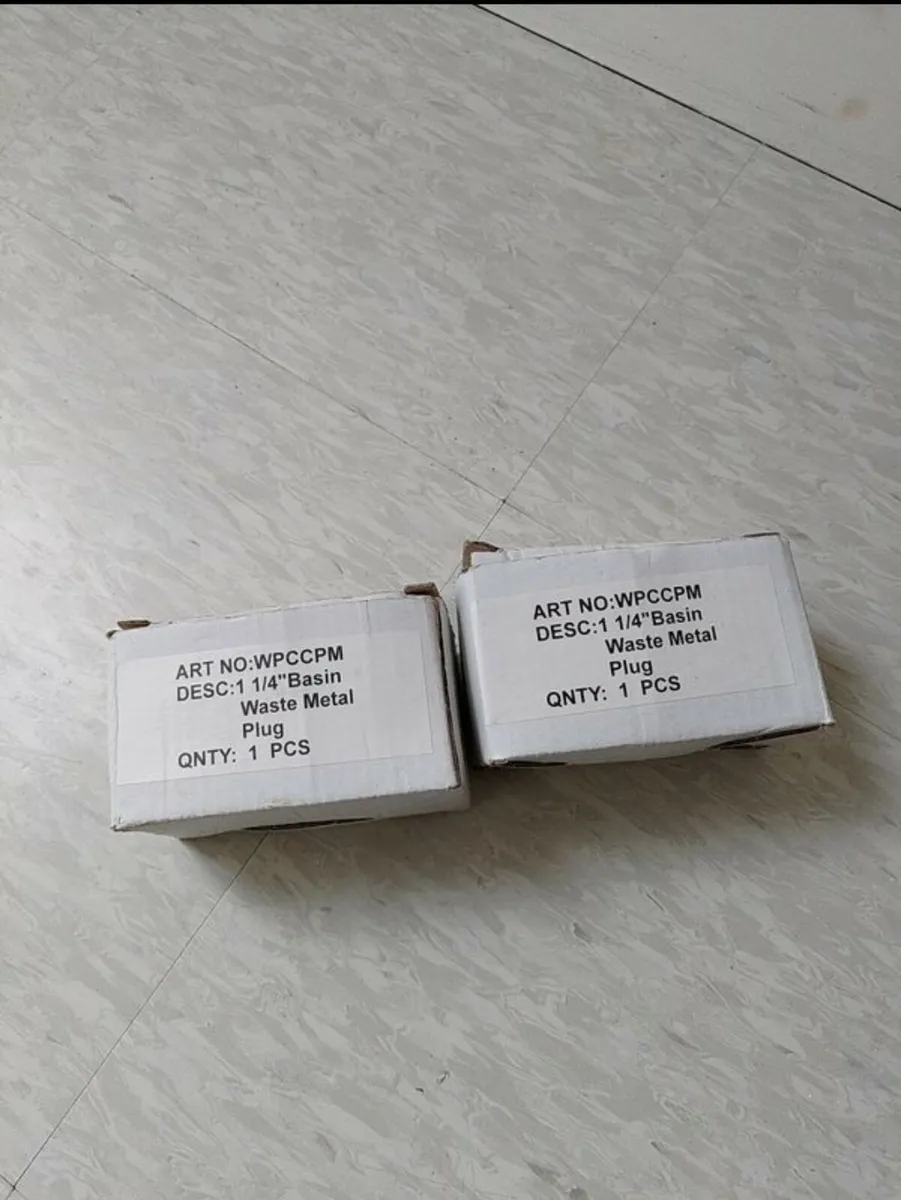 ART NO:WPCCPM
DESC:1 1/4"Basin
Waste Metal
Plug
QNTY: 1 PCS
ART NO:WPCCPM
DESC:1 1/4"Basin
Waste Metal
Plug
QNTY: 1 PCS